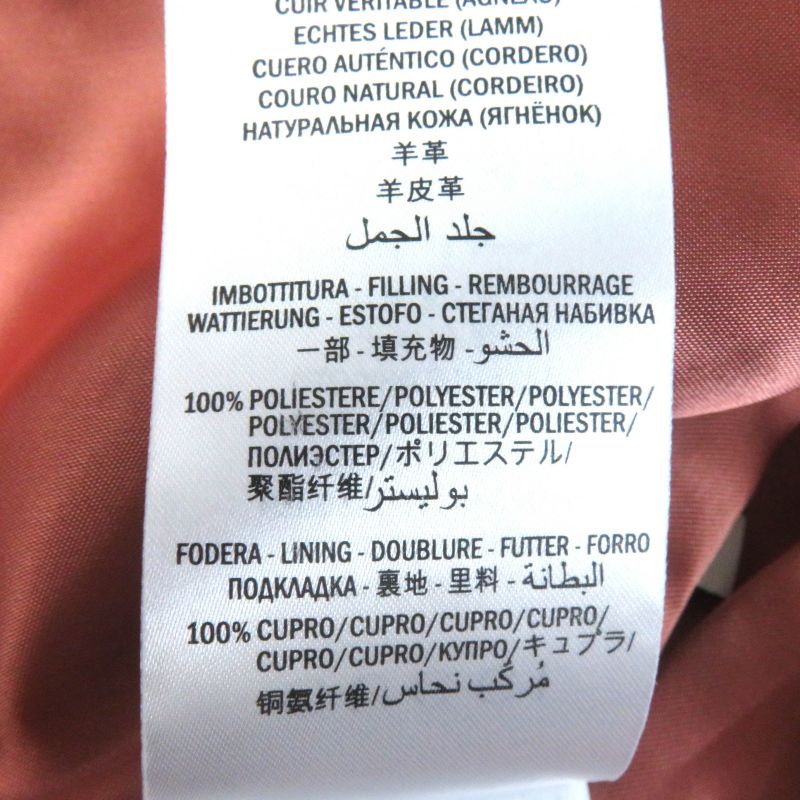 CUIR VÉRITABLE (AGNEAU)
ECHTES LEDER (LAMM)
CUERO AUTÉNTICO (CORDERO)
COURO NATURAL (CORDEIRO)
НАТУРАЛЬНАЯ КОЖА (ЯГНЁНОК)
羊革
羊皮革
جلد الجمل
IMBOTTITURA - FILLING - REMBOURRAGE
WATTIERUNG - ESTOFO - СТЕГАНАЯ НАБИВКА
一部 - 填充物 - الحشو
100% POLIESTERE/POLYESTER/POLYESTER/
POLYESTER/POLIESTER/POLIESTER/
ПОЛИЭСТЕР/ポリエステル/
聚酯纤维/بوليستر
FODERA - LINING - DOUBLURE - FUTTER - FORRO
ПОДКЛАДКА - 裏地 - 里料 - البطانة
100% CUPRO/CUPRO/CUPRO/CUPRO/
CUPRO/CUPRO/КУПРО/キュプラ/
铜氨纤维/مُركَب نحاس